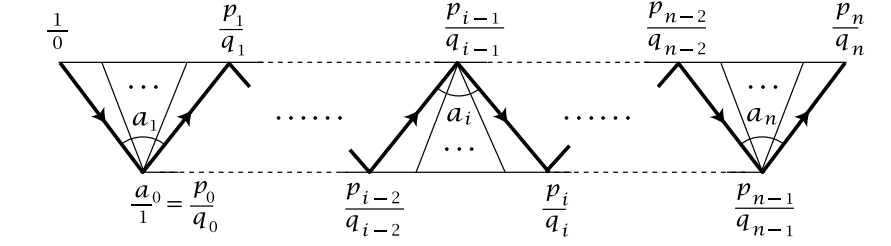 1/0 p_1/q_1 p_{i−1}/q_{i−1} p_{n−2}/q_{n−2} p_n/q_n
... ... 
a_1 ...... a_i ...... a_n
...
a_0/1 = p_0/q_0 p_{i−2}/q_{i−2} p_i/q_i p_{n−1}/q_{n−1}